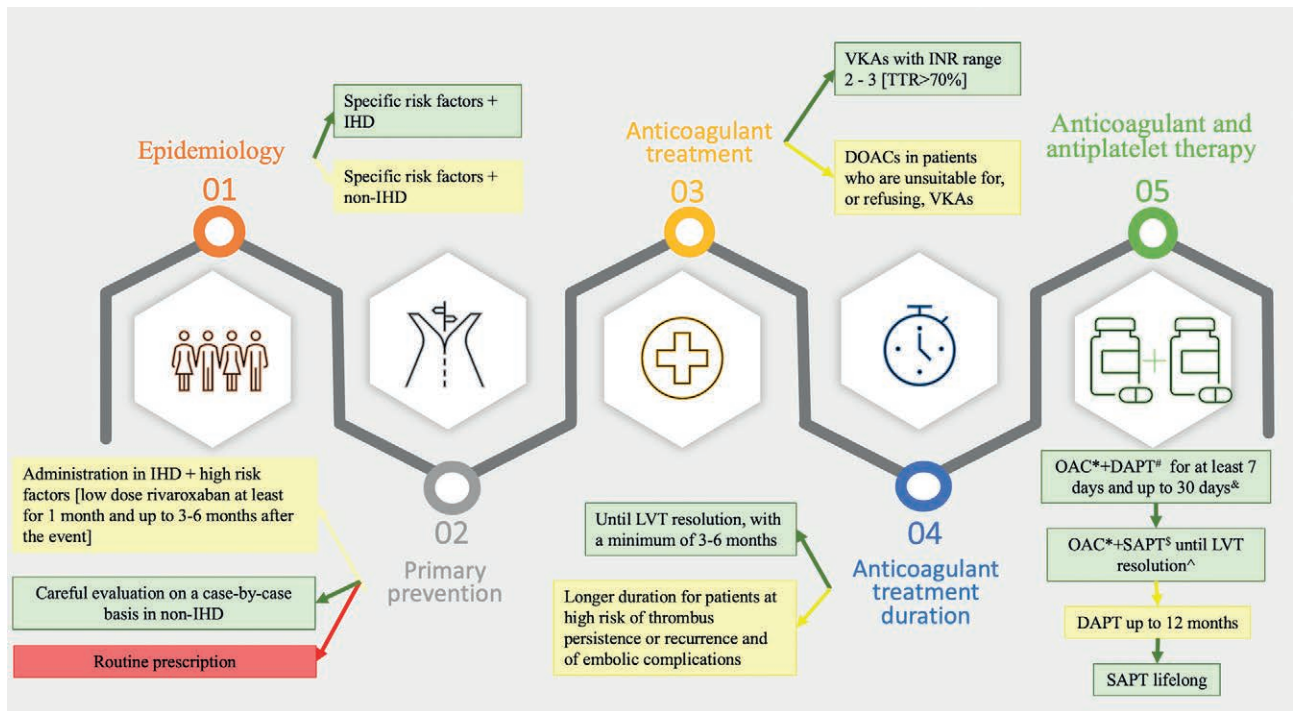 Epidemiology
01
Specific risk factors +
IHD
Specific risk factors +
non-IHD
Administration in IHD + high risk
factors [low dose rivaroxaban at least
for 1 month and up to 3-6 months after
the event]
Careful evaluation on a case-by-case
basis in non-IHD
Routine prescription
02
Primary
prevention
Anticoagulant
treatment
03
VKAs with INR range
2 - 3 [TTR>70%]
DOACs in patients
who are unsuitable for,
or refusing, VKAs
Until LVT resolution, with
a minimum of 3-6 months
Longer duration for patients at
high risk of thrombus
persistence or recurrence and
of embolic complications
04
Anticoagulant
treatment
duration
Anticoagulant and
antiplatelet therapy
05
OAC*+DAPT# for at least 7
days and up to 30 days&
OAC*+SAPT$ until LVT
resolution^
DAPT up to 12 months
SAPT lifelong